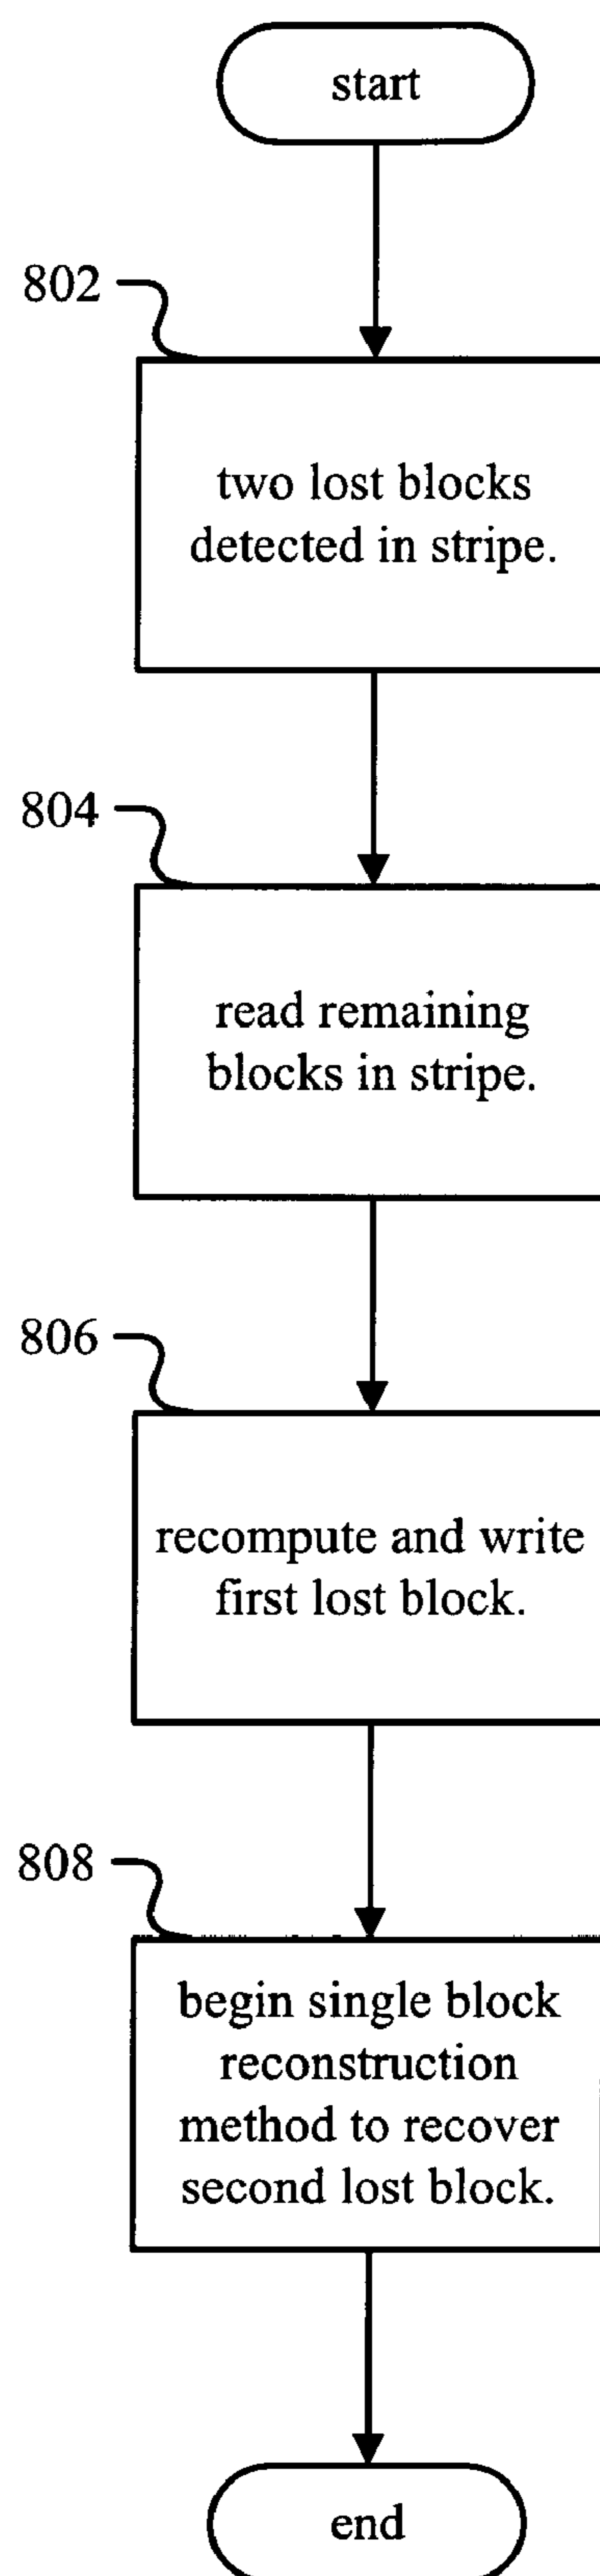 start
802
two lost blocks
detected in stripe.
804
read remaining
blocks in stripe.
806
recompute and write
first lost block.
808
begin single block
reconstruction
method to recover
second lost block.
end